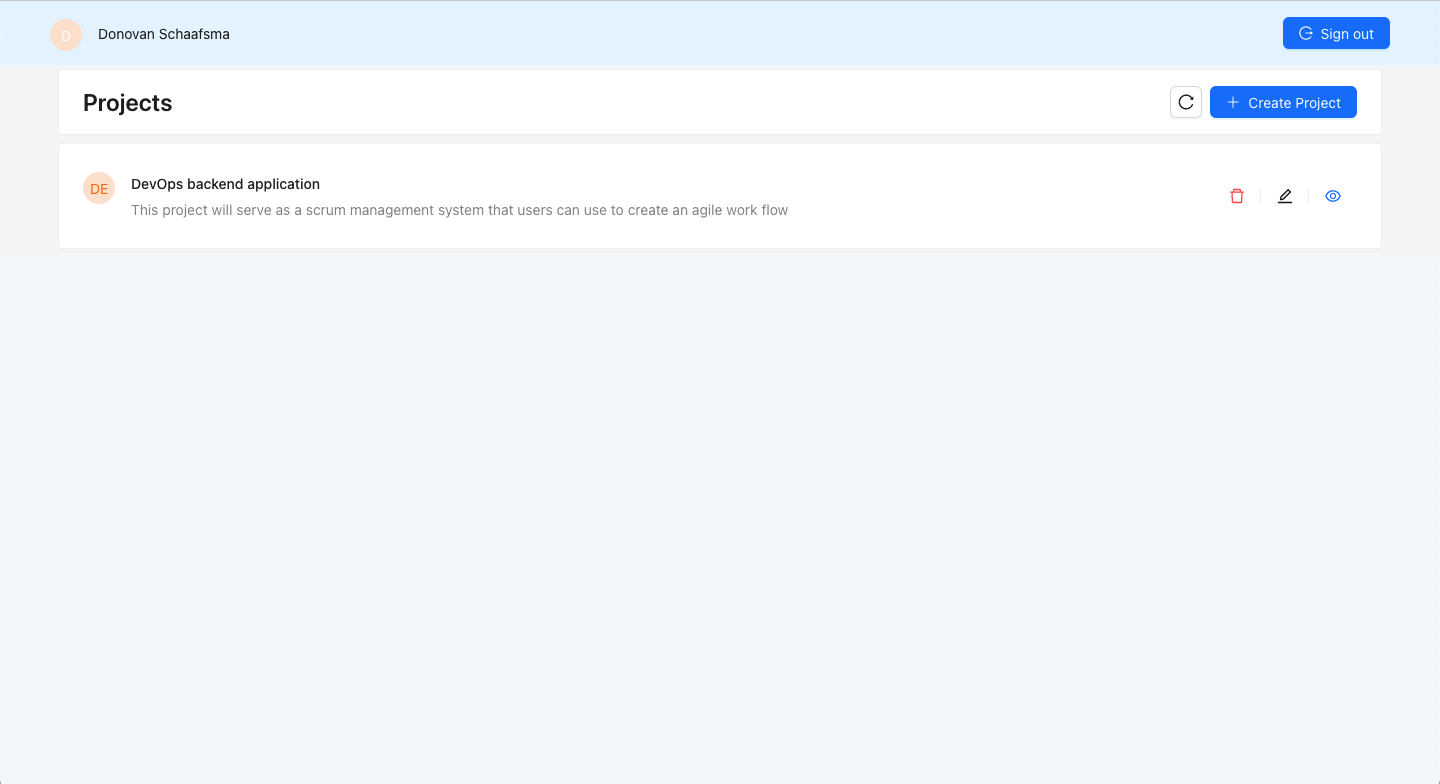 D
Donovan Schaafsma
Sign out
Projects
Create Project
DE
DevOps backend application
This project will serve as a scrum management system that users can use to create an agile work flow